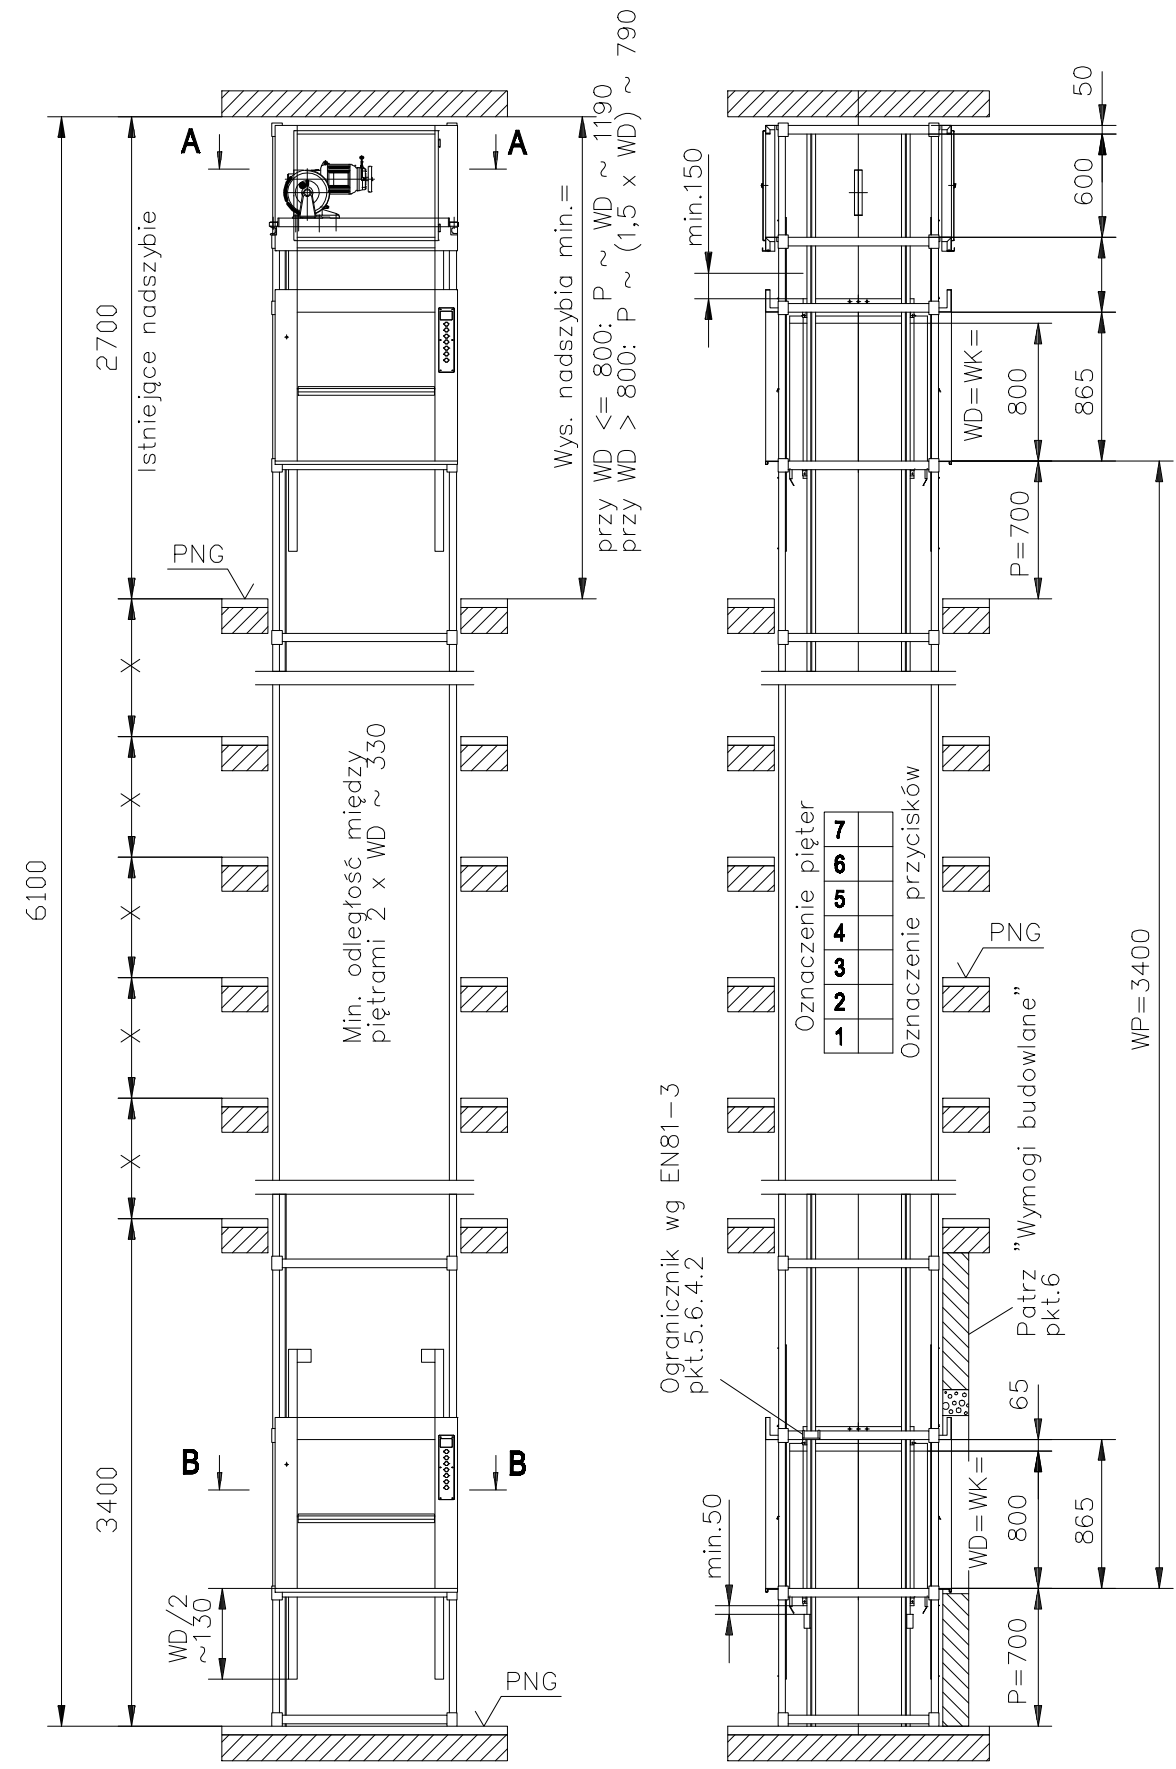 A
A
2700
Istniejące nadszybie
PNG
X
X
X
X
6100
3400
B
B
WD/2
~130
PNG
Min. odległość między
piętrami 2 x WD ~ 330
Wys. nadszybia min.=
przy WD <= 800: P ~ WD ~ 1190
przy WD > 800: P ~ (1,5 x WD) ~ 790
min.150
50
600
WD=WK=
800
865
P=700
Oznaczenie pięter
7
6
5
4
3
2
1
Oznaczenie przycisków
PNG
WP=3400
Ogranicznik wg EN81-3
pkt.5.6.4.2
Patrz "Wymogi budowlane"
pkt.6
65
min.50
WD=WK=
800
865
P=700